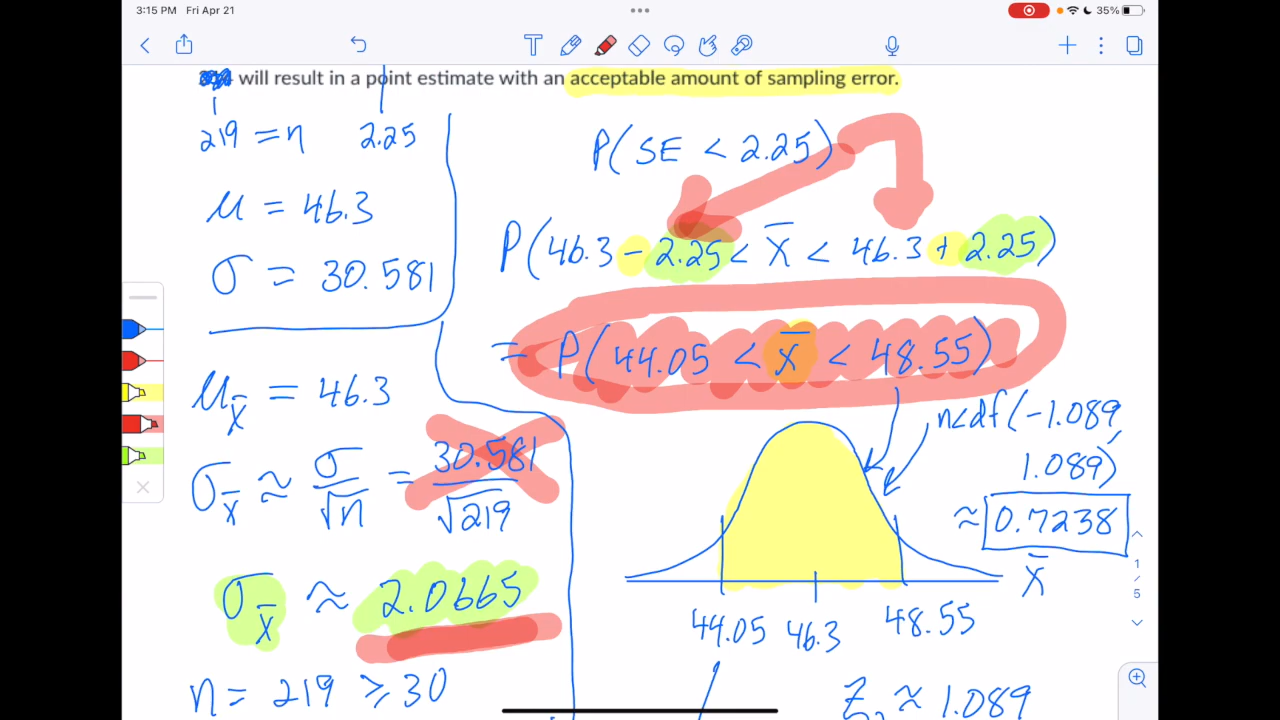 3:15 PM Fri Apr 21
35%
will result in a point estimate with an acceptable amount of sampling error.
219 = n 2.25
μ = 46.3
σ = 30.581
μx̄ = 46.3
σx̄ ≈ σ/√n = 30.581/√219
σx̄ ≈ 2.0665
n = 219 ≥ 30
P(SE < 2.25)
P(46.3 - 2.25 < x̄ < 46.3 + 2.25)
= P(44.05 < x̄ < 48.55)
ncdf(-1.089,
1.089)
≈ 0.7238
x̄
44.05 46.3 48.55
≈ 1.089
T
1/5